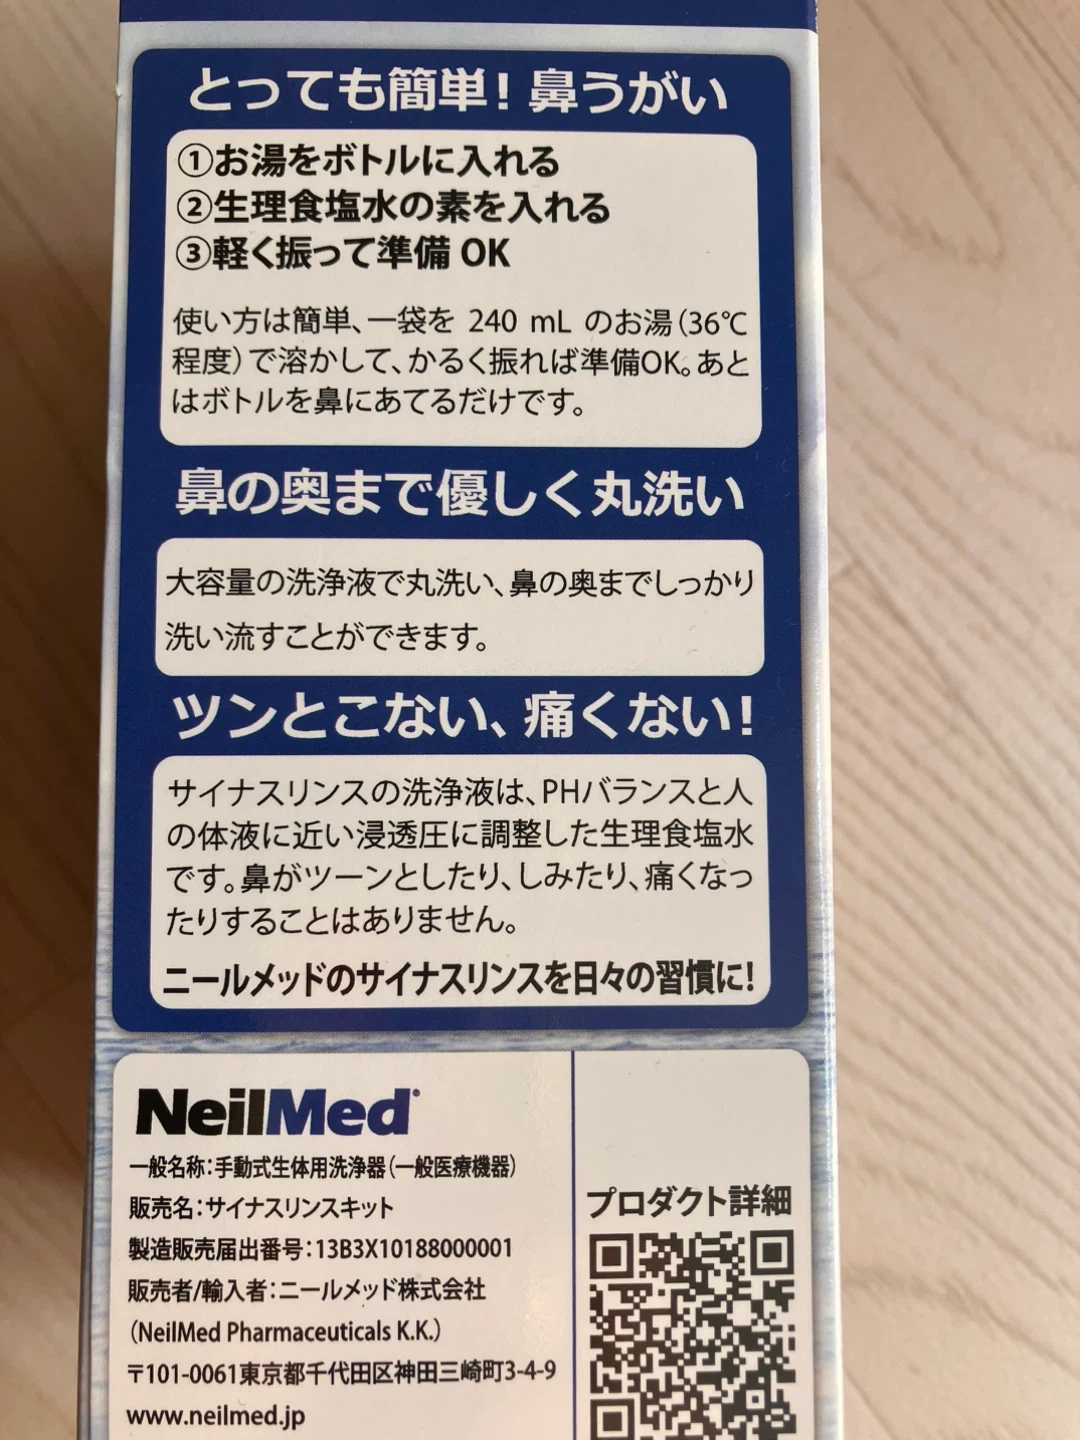 とっても簡単！鼻うがい
①お湯をボトルに入れる
②生理食塩水の素を入れる
③軽く振って準備 OK
使い方は簡単、一袋を 240 mL のお湯（36℃
程度）で溶かして、かるく振れば準備OK。あと
はボトルを鼻にあてるだけです。
鼻の奥まで優しく丸洗い
大容量の洗浄液で丸洗い、鼻の奥までしっかり
洗い流すことができます。
ツンとこない、痛くない！
サイナスリンスの洗浄液は、PHバランスと人
の体液に近い浸透圧に調整した生理食塩水
です。鼻がツーンとしたり、しみたり、痛くなっ
たりすることはありません。
ニールメッドのサイナスリンスを日々の習慣に！
NeilMed
一般名称：手動式生体用洗浄器（一般医療機器）
販売名：サイナスリンスキット
製造販売届出番号：13B3X10188000001
販売者/輸入者：ニールメッド株式会社
（NeilMed Pharmaceuticals K.K.）
〒101-0061東京都千代田区神田三崎町3-4-9
www.neilmed.jp
プロダクト詳細